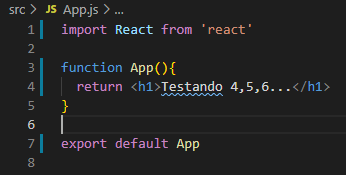 src > JS App.js > ...
1 import React from 'react'
2
3 function App(){
4 return <h1>Testando 4,5,6...</h1>
5 }
6
7 export default App
8